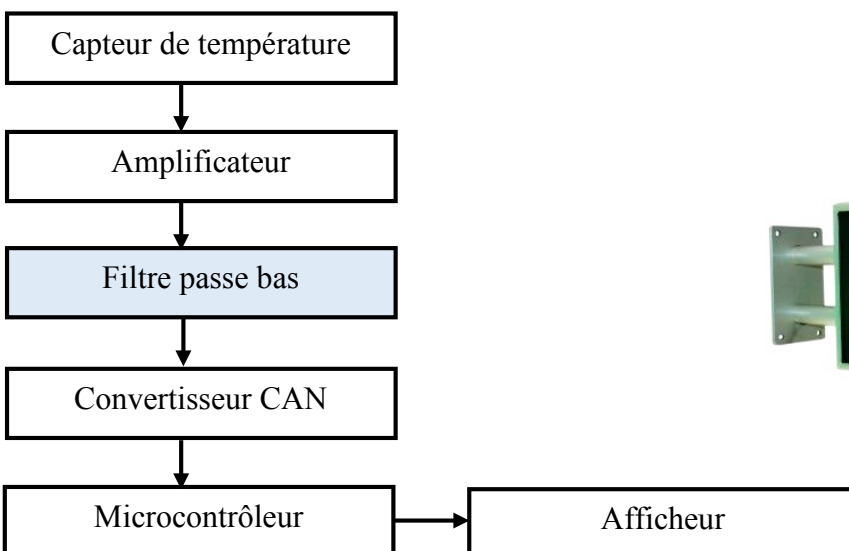 Capteur de température
Amplificateur
Filtre passe bas
Convertisseur CAN
Microcontrôleur
Afficheur